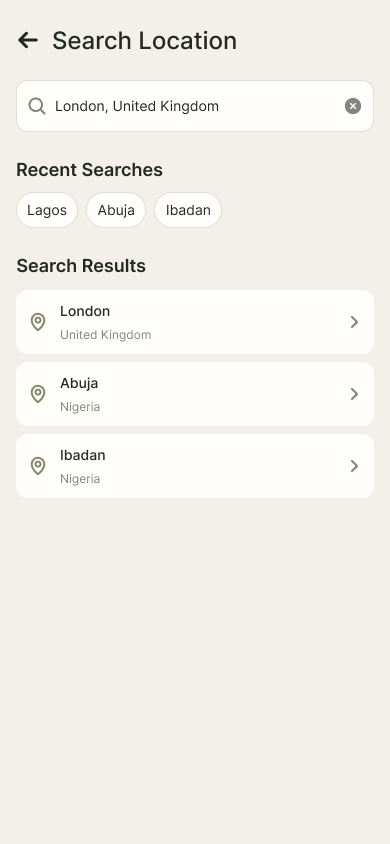 Search Location
London, United Kingdom
Recent Searches
Lagos Abuja Ibadan
Search Results
London
United Kingdom
Abuja
Nigeria
Ibadan
Nigeria